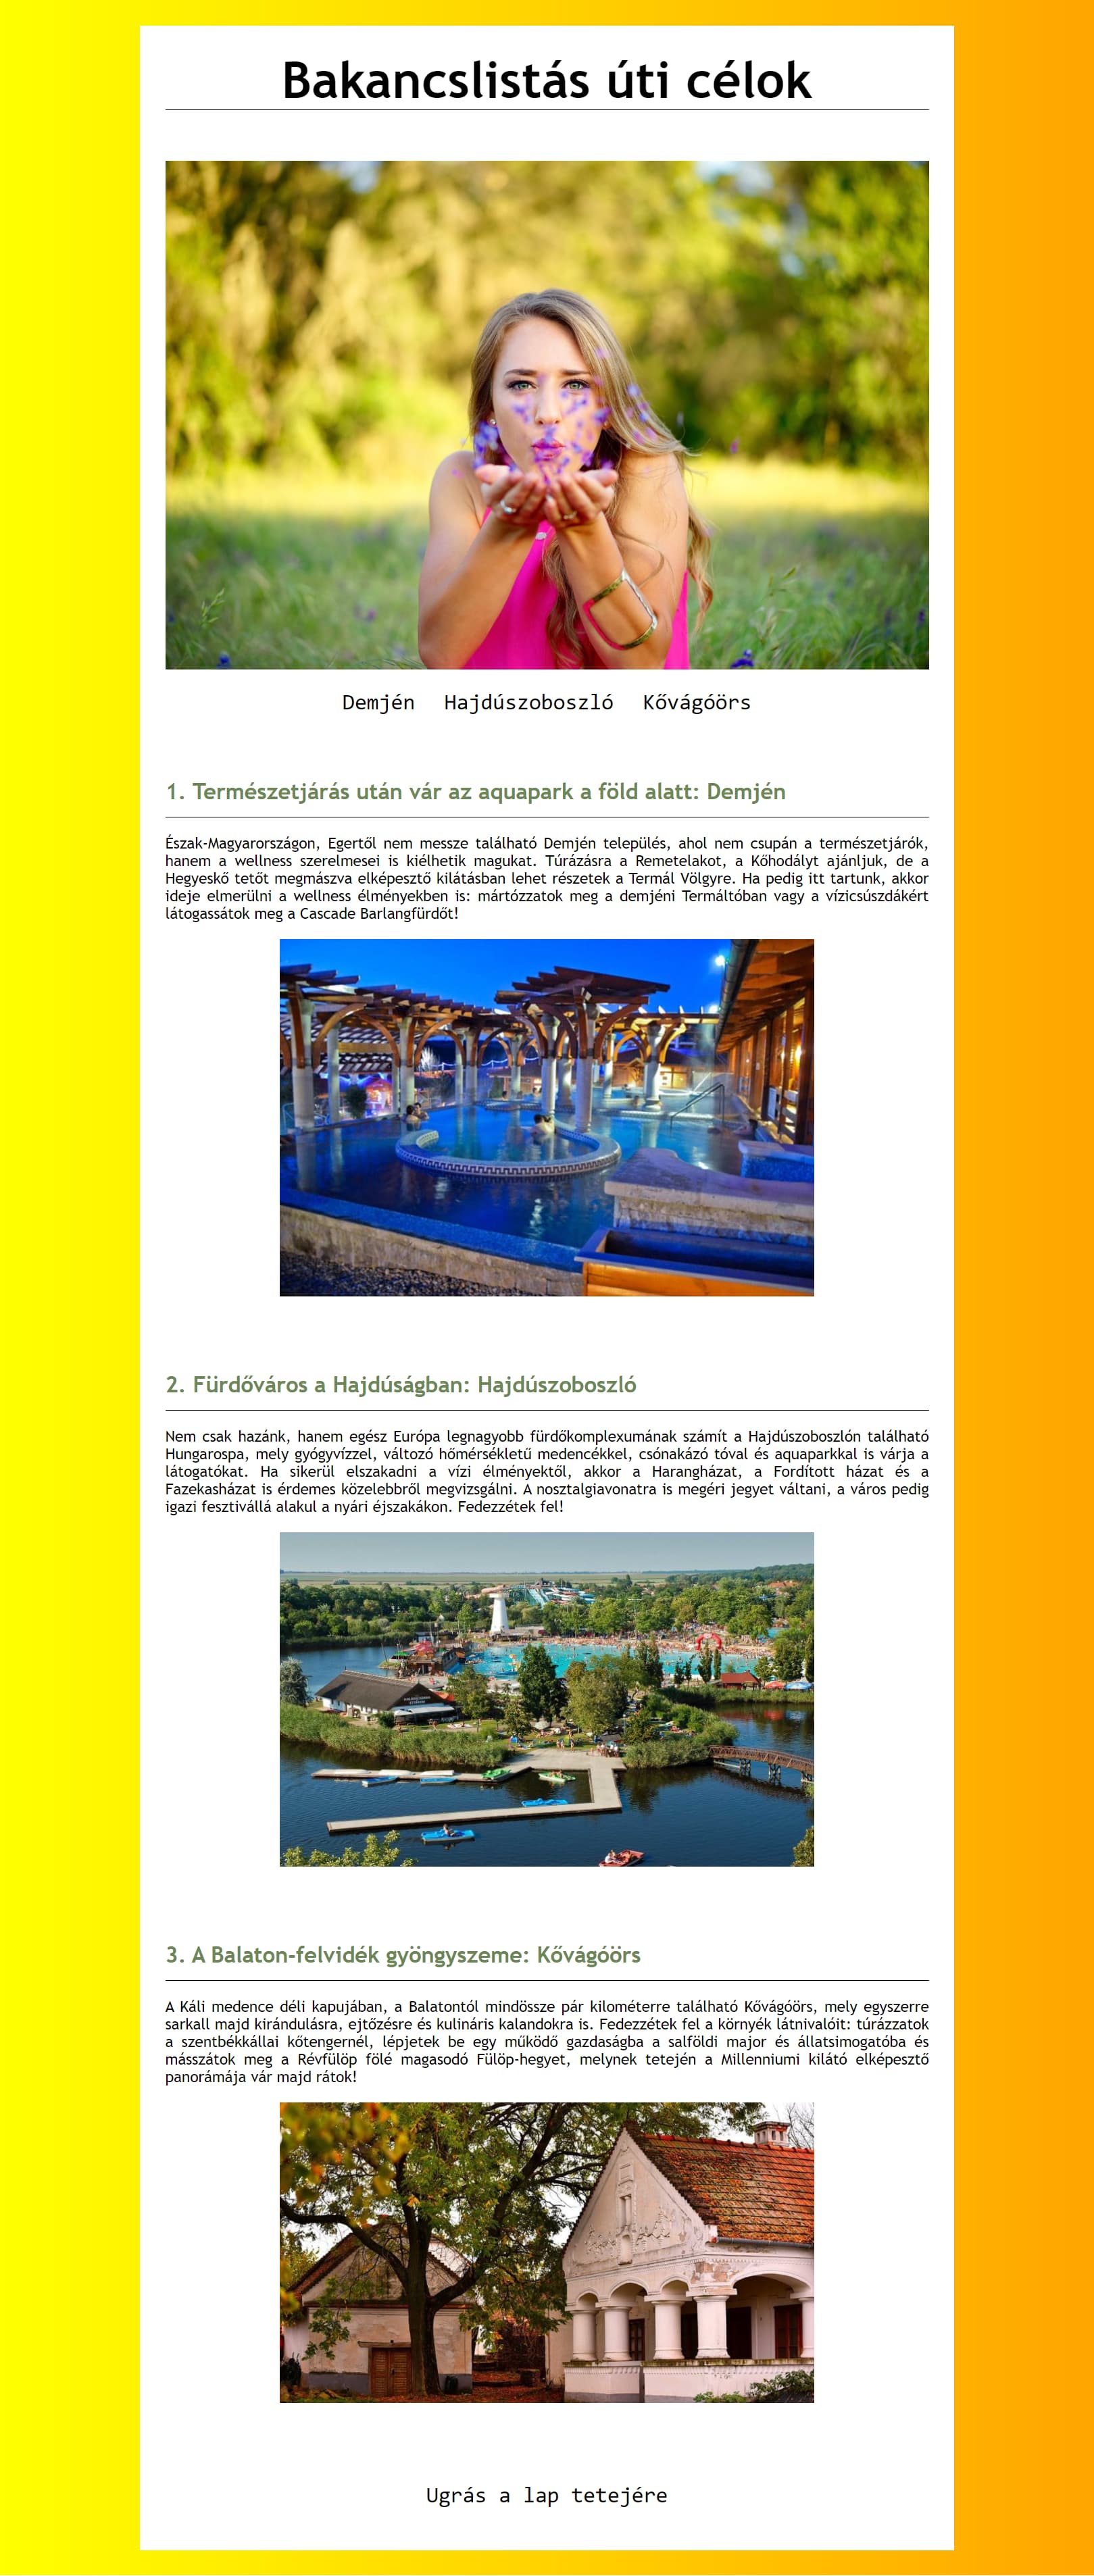 Bakancslistás úti célok
Demjén Hajdúszoboszló Kővágóörs
1. Természetjárás után vár az aquapark a föld alatt: Demjén
Észak-Magyarországon, Egertől nem messze található Demjén település, ahol nem csupán a természetjárók,
hanem a wellness szerelmesei is kiélhetik magukat. Túrázásra a Remetelakot, a Kőhodályt ajánljuk, de a
Hegyeskő tetőt megmászva elképesztő kilátásban lehet részetek a Termál Völgyre. Ha pedig itt tartunk, akkor
ideje elmerülni a wellness élményekben is: mártózzatok meg a demjéni Termáltóban vagy a vízicsúszdákért
látogassátok meg a Cascade Barlangfürdőt!
2. Fürdőváros a Hajdúságban: Hajdúszoboszló
Nem csak hazánk, hanem egész Európa legnagyobb fürdőkomplexumának számít a Hajdúszoboszlón található
Hungarospa, mely gyógyvízzel, változó hőmérsékletű medencékkel, csónakázó tóval és aquaparkkal is várja a
látogatókat. Ha sikerül elszakadni a vízi élményektől, akkor a Harangházat, a Fordított házat és a
Fazekasházat is érdemes közelebbről megvizsgálni. A nosztalgiavonatra is megéri jegyet váltani, a város pedig
igazi fesztivállá alakul a nyári éjszakákon. Fedezzétek fel!
3. A Balaton-felvidék gyöngyszeme: Kővágóörs
A Káli medence déli kapujában, a Balatontól mindössze pár kilométerre található Kővágóörs, mely egyszerre
sarkall majd kirándulásra, ejtőzésre és kulináris kalandokra is. Fedezzétek fel a környék látnivalóit: túrázzatok
a szentbékkállai kőtengernél, lépjetek be egy működő gazdaságba a salföldi major és állatsimogatóba és
másszátok meg a Révfülöp fölé magasodó Fülöp-hegyet, melynek tetején a Millenniumi kilátó elképesztő
panorámája vár majd rátok!
Ugrás a lap tetejére